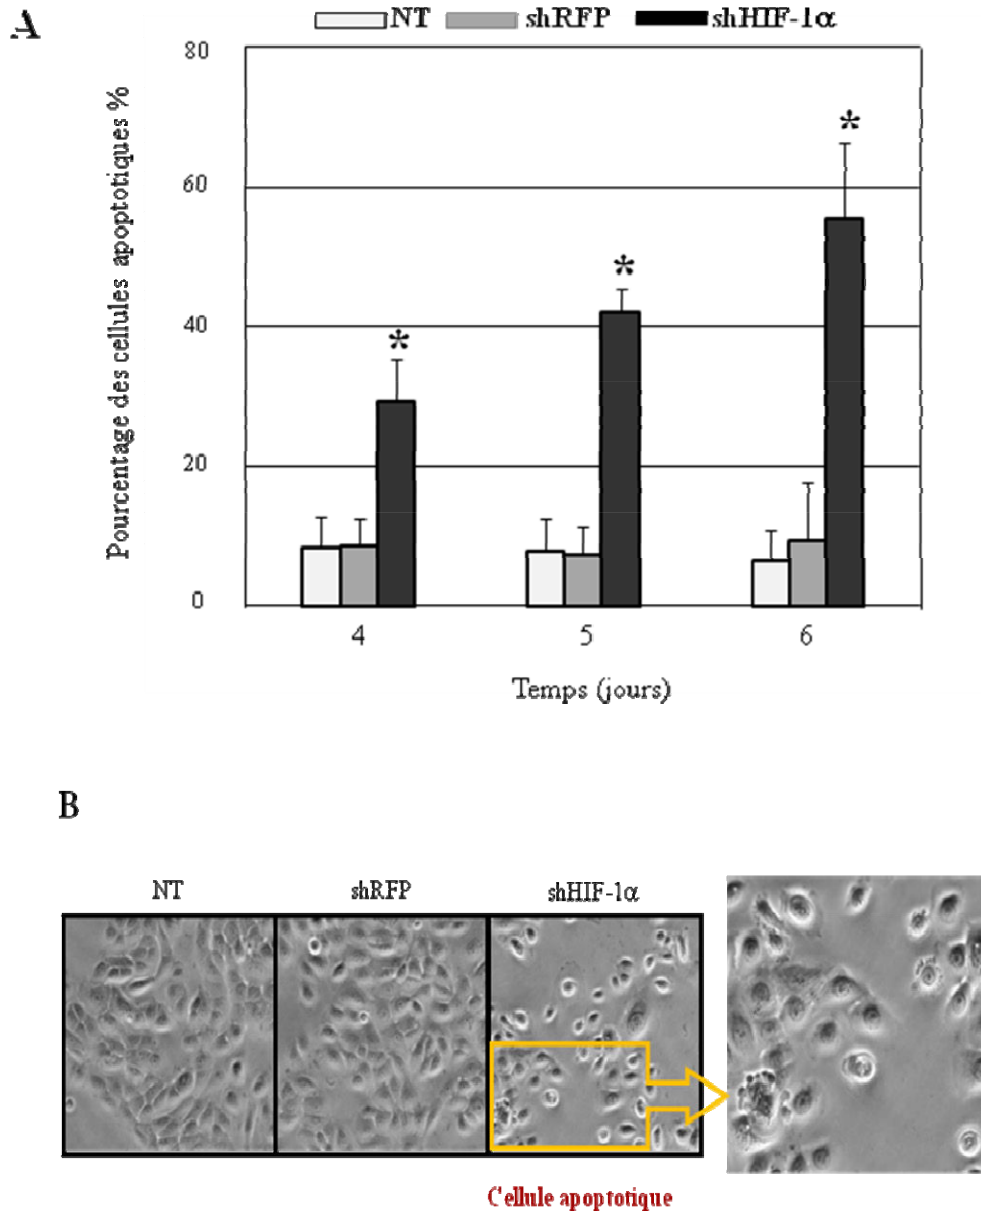 A
NT shRFP shHIF-1α
Pourcentage des cellules apoptotiques %
80
60
40
20
0
* * *
4 5 6
Temps (jours)
B
NT shRFP shHIF-1α
Cellule apoptotique